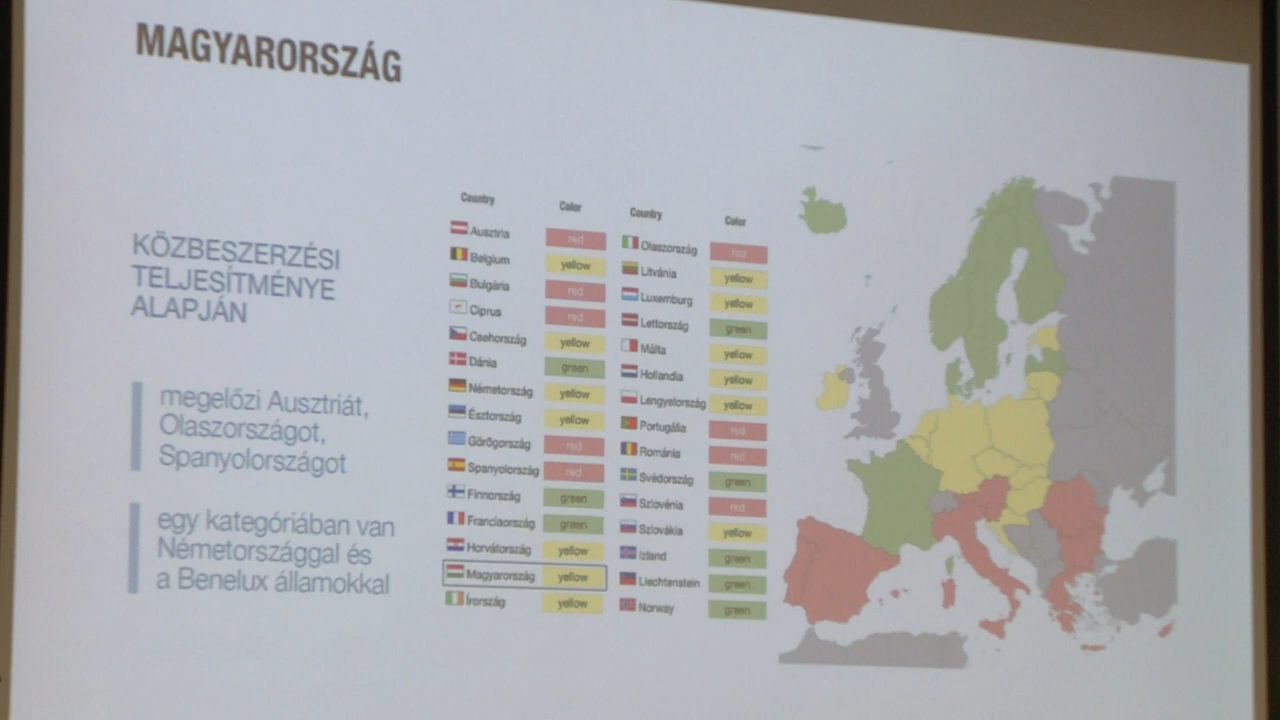 MAGYARORSZÁG
KÖZBESZERZÉSI
TELJESÍTMÉNYE
ALAPJÁN
megelőzi Ausztriát,
Olaszországot,
Spanyolországot
egy kategóriában van
Németországgal és
a Benelux államokkal
Country Color
Ausztria red
Belgium yellow
Bulgária red
Ciprus red
Csehország yellow
Dánia green
Németország yellow
Észtország yellow
Görögország red
Spanyolország red
Finnország green
Franciaország green
Horvátország yellow
Magyarország yellow
Írország yellow
Country Color
Olaszország red
Litvánia yellow
Luxemburg yellow
Lettország green
Málta yellow
Hollandia yellow
Lengyelország yellow
Portugália red
Románia red
Svédország green
Szlovénia red
Szlovákia yellow
Izland green
Liechtenstein green
Norway green